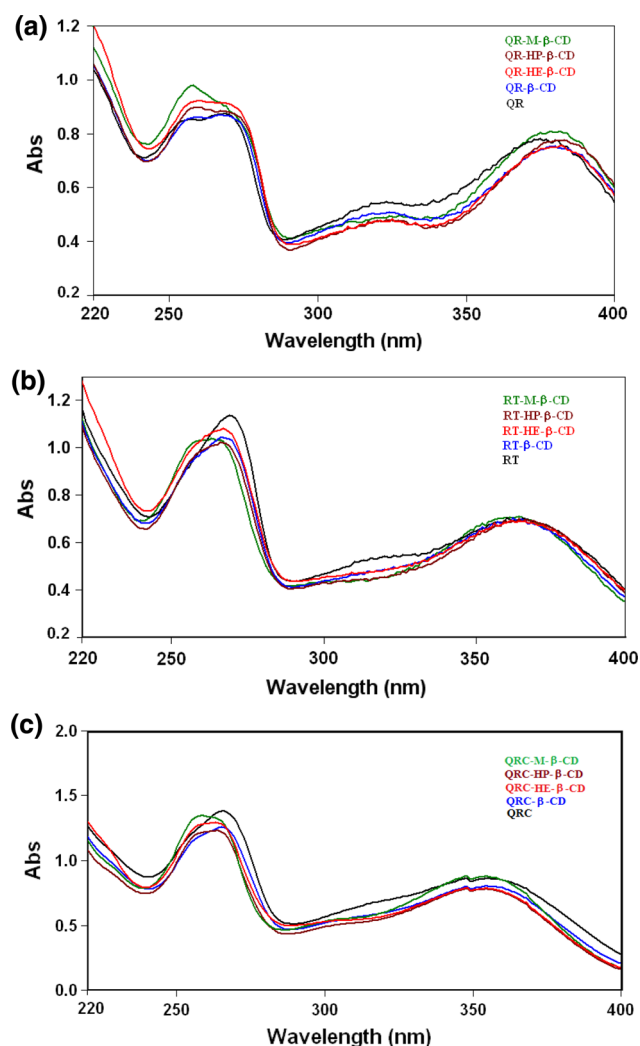 (a)
1.2
1.0
0.8
0.6
0.4
0.2
Abs
QR-M-β-CD
QR-HP-β-CD
QR-HE-β-CD
QR-β-CD
QR
220 250 300 350 400
Wavelength (nm)
(b)
1.2
1.0
0.8
0.6
0.4
0.2
Abs
RT-M-β-CD
RT-HP-β-CD
RT-HE-β-CD
RT-β-CD
RT
220 250 300 350 400
Wavelength (nm)
(c)
2.0
1.5
1.0
0.5
0.0
Abs
QRC-M-β-CD
QRC-HP-β-CD
QRC-HE-β-CD
QRC-β-CD
QRC
220 250 300 350 400
Wavelength (nm)